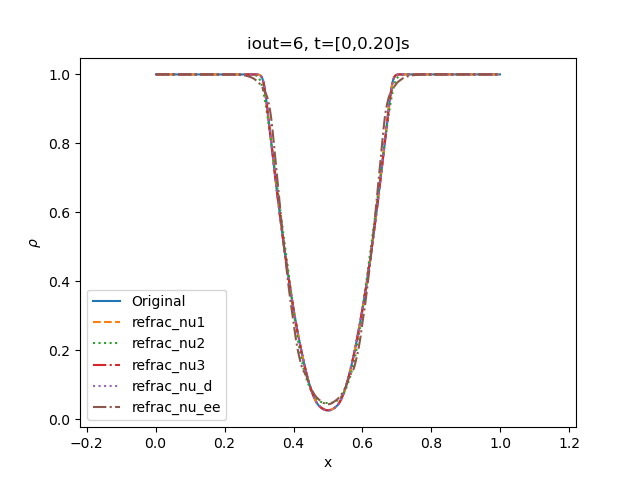 iout=6, t=[0,0.20]s
1.0
0.8
0.6
ρ
0.4
0.2
0.0
Original
refrac_nu1
refrac_nu2
refrac_nu3
refrac_nu_d
refrac_nu_ee
−0.2 0.0 0.2 0.4 0.6 0.8 1.0 1.2
x